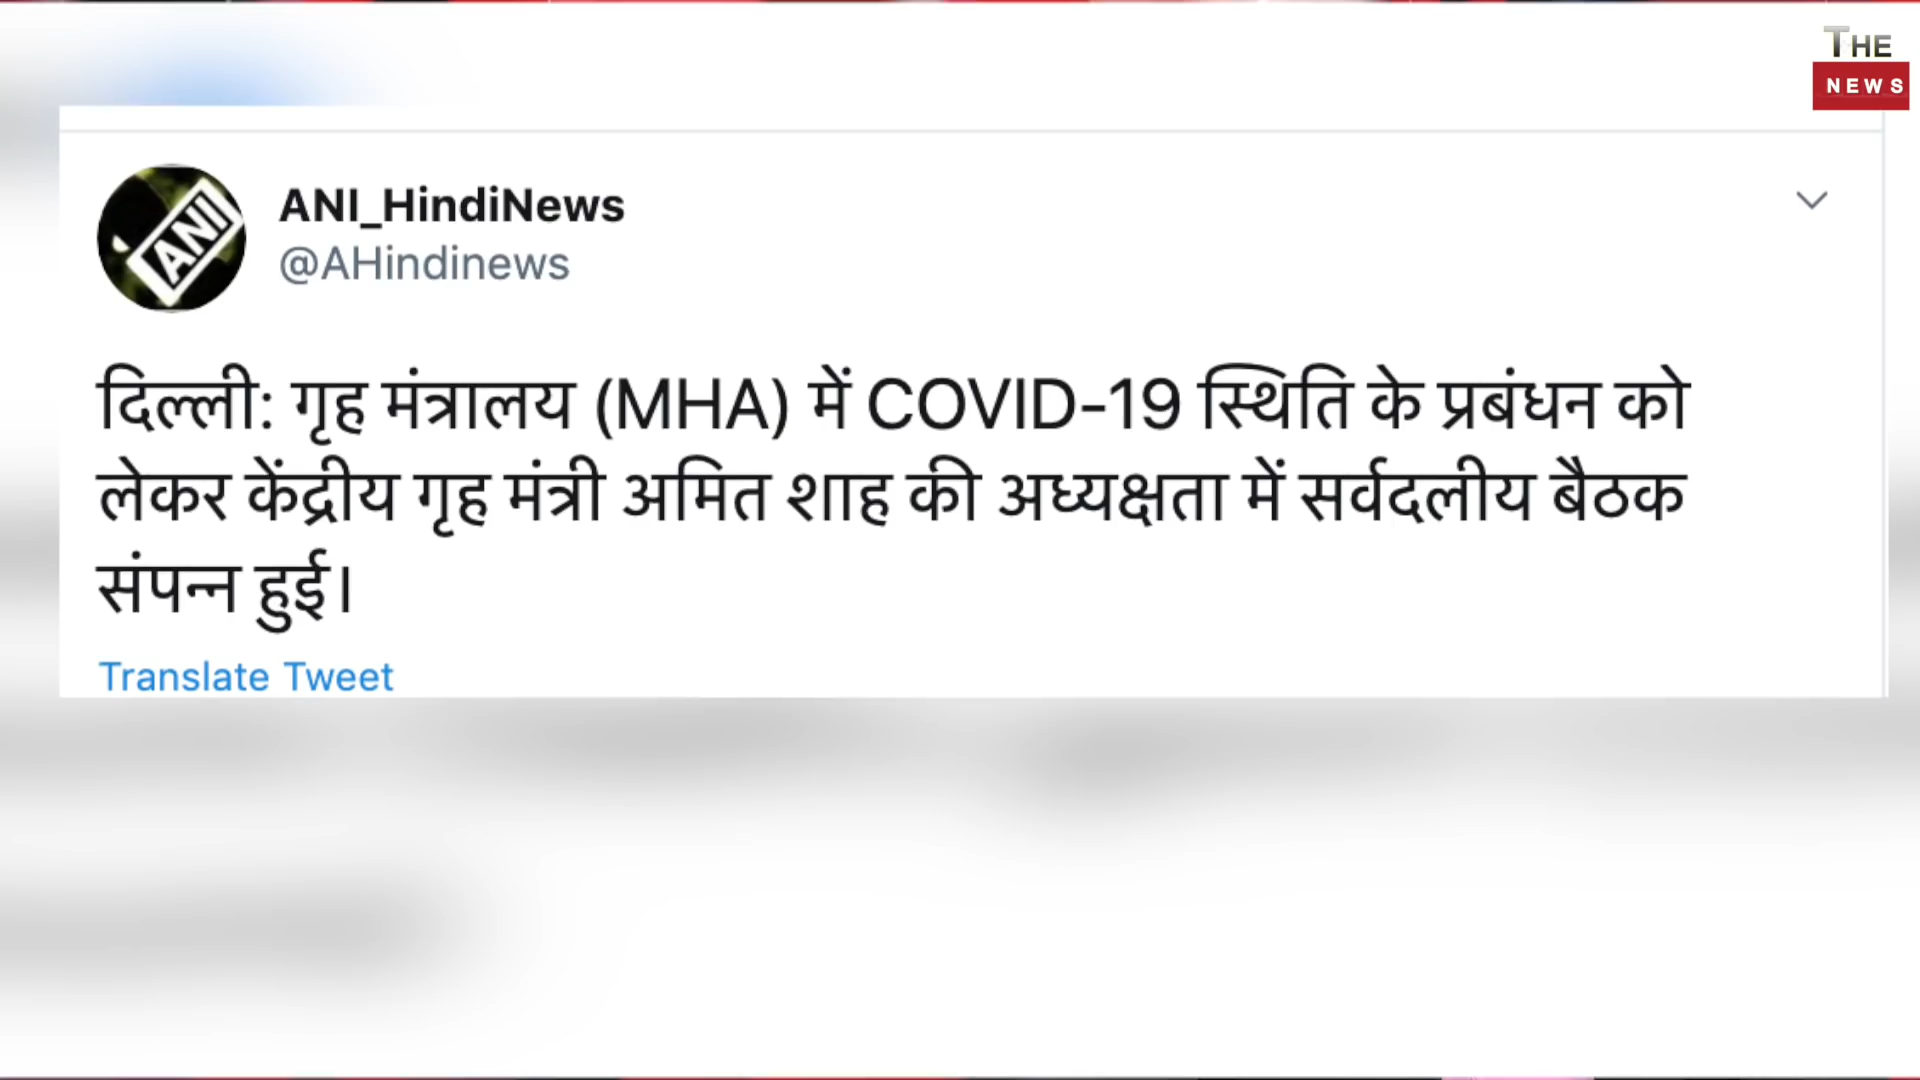 THE
NEWS
ANI
ANI_HindiNews
@AHindinews
दिल्ली: गृह मंत्रालय (MHA) में COVID-19 स्थिति के प्रबंधन को
लेकर केंद्रीय गृह मंत्री अमित शाह की अध्यक्षता में सर्वदलीय बैठक
संपन्न हुई।
Translate Tweet